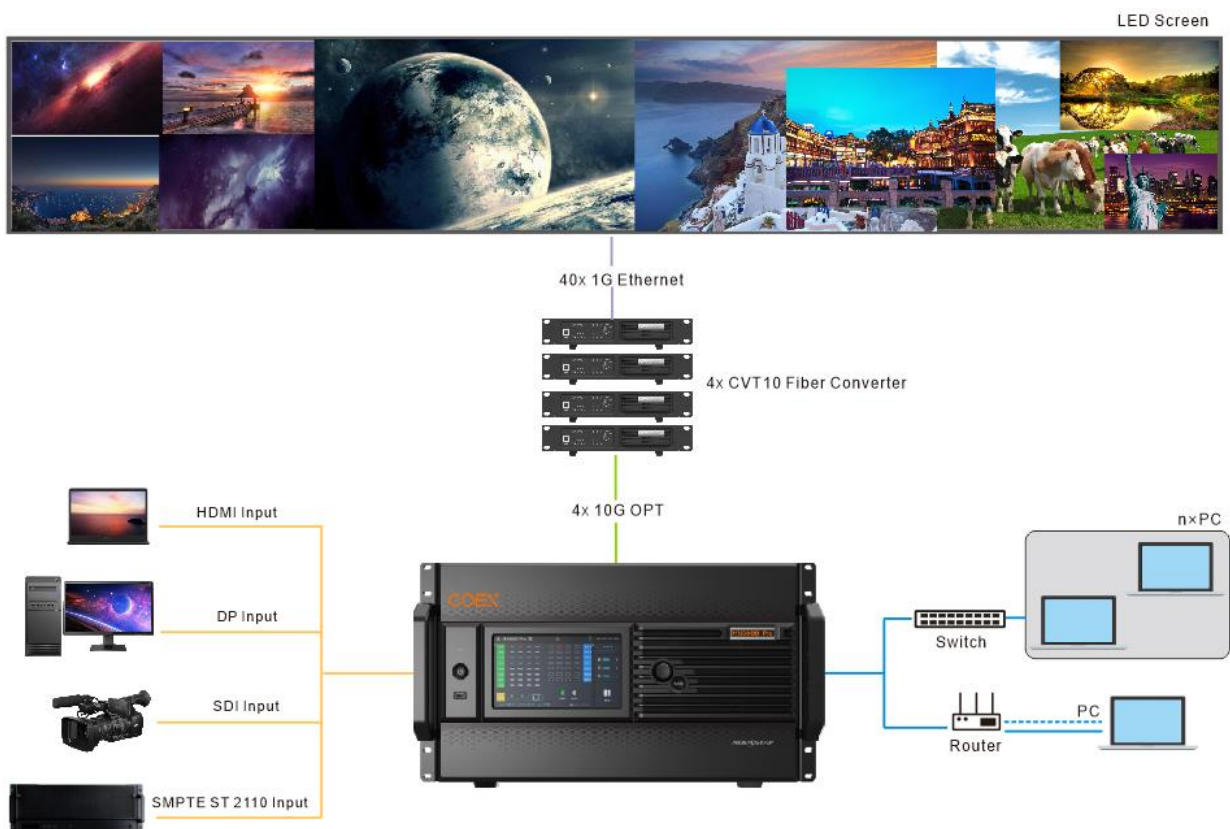 LED Screen
40x 1G Ethernet
4x CVT10 Fiber Converter
4x 10G OPT
HDMI Input
n×PC
COEX
DP Input
Switch
SDI Input
PC
Router
SMPTE ST 2110 Input